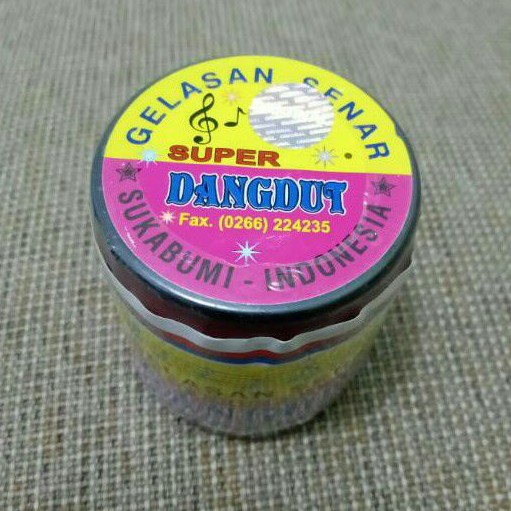 GELASAN SENAR
SUPER
DANGDUT
Fax. (0266) 224235
SUKABUMI - INDONESIA